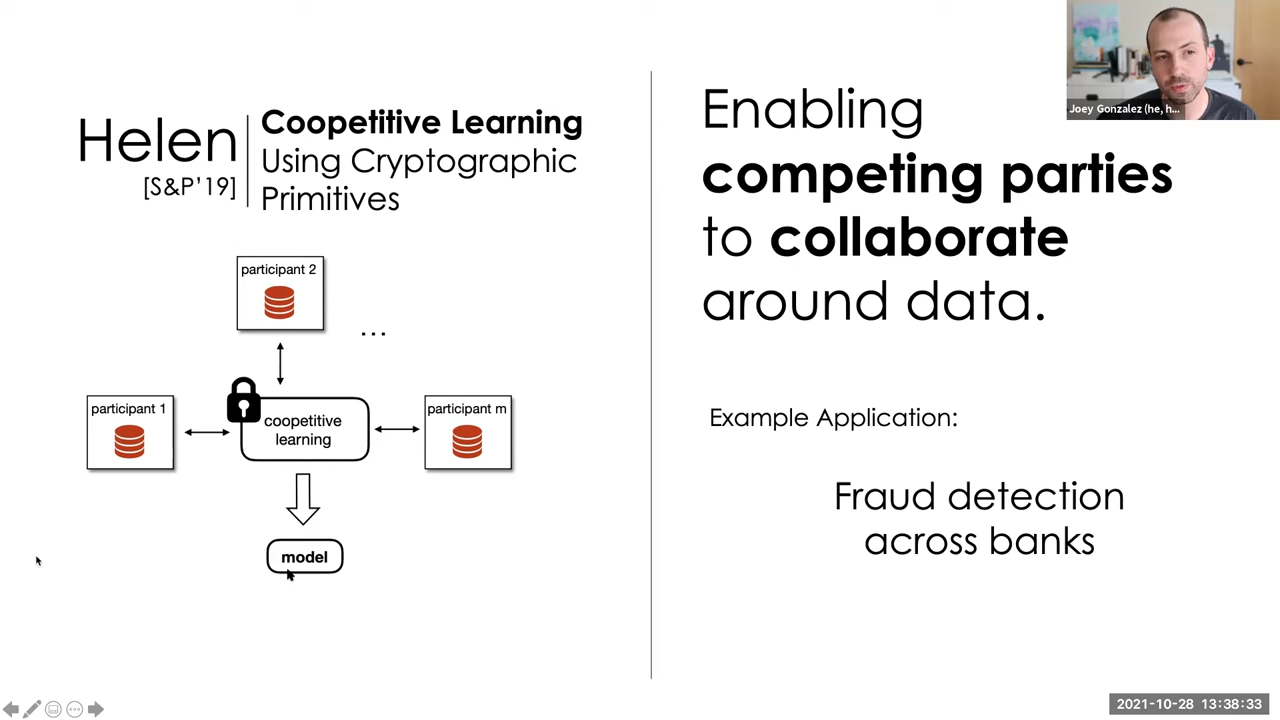 Helen
[S&P'19]
Coopetitive Learning
Using Cryptographic
Primitives
participant 2
...
participant 1
coopetitive
learning
participant m
model
Enabling
competing parties
to collaborate
around data.
Example Application:
Fraud detection
across banks
Joey Gonzalez (he, h...
2021-10-28 13:38:33